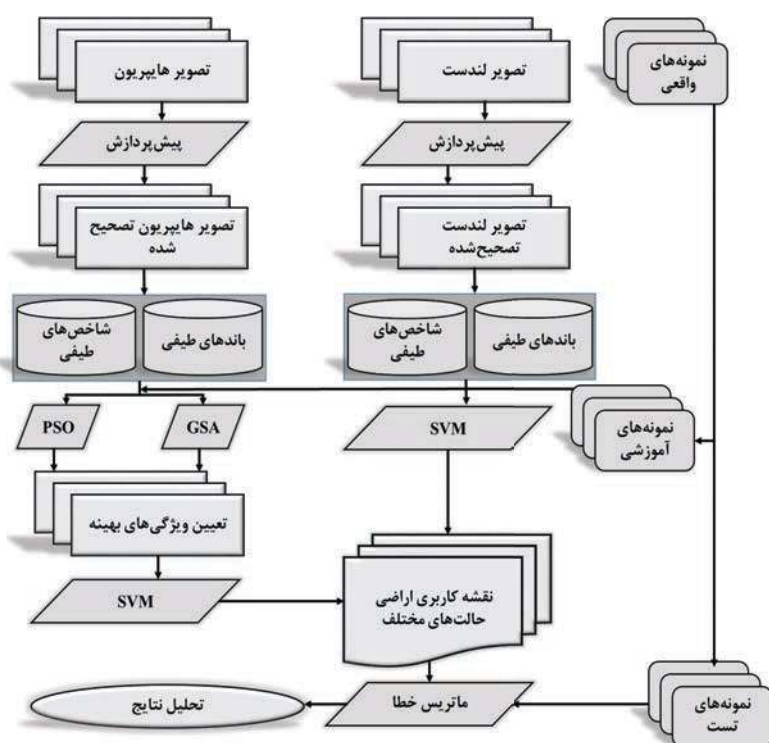 نمونه‌های
واقعی
تصویر لندست
تصویر هایپریون
پیش‌پردازش
پیش‌پردازش
تصویر لندست
تصحیح‌شده
تصویر هایپریون تصحیح
شده
باندهای طیفی
شاخص‌های
طیفی
باندهای طیفی
شاخص‌های
طیفی
نمونه‌های
آموزشی
SVM
GSA
PSO
تعیین ویژگی‌های بهینه
SVM
نقشه کاربری اراضی
حالت‌های مختلف
نمونه‌های
تست
ماتریس خطا
تحلیل نتایج